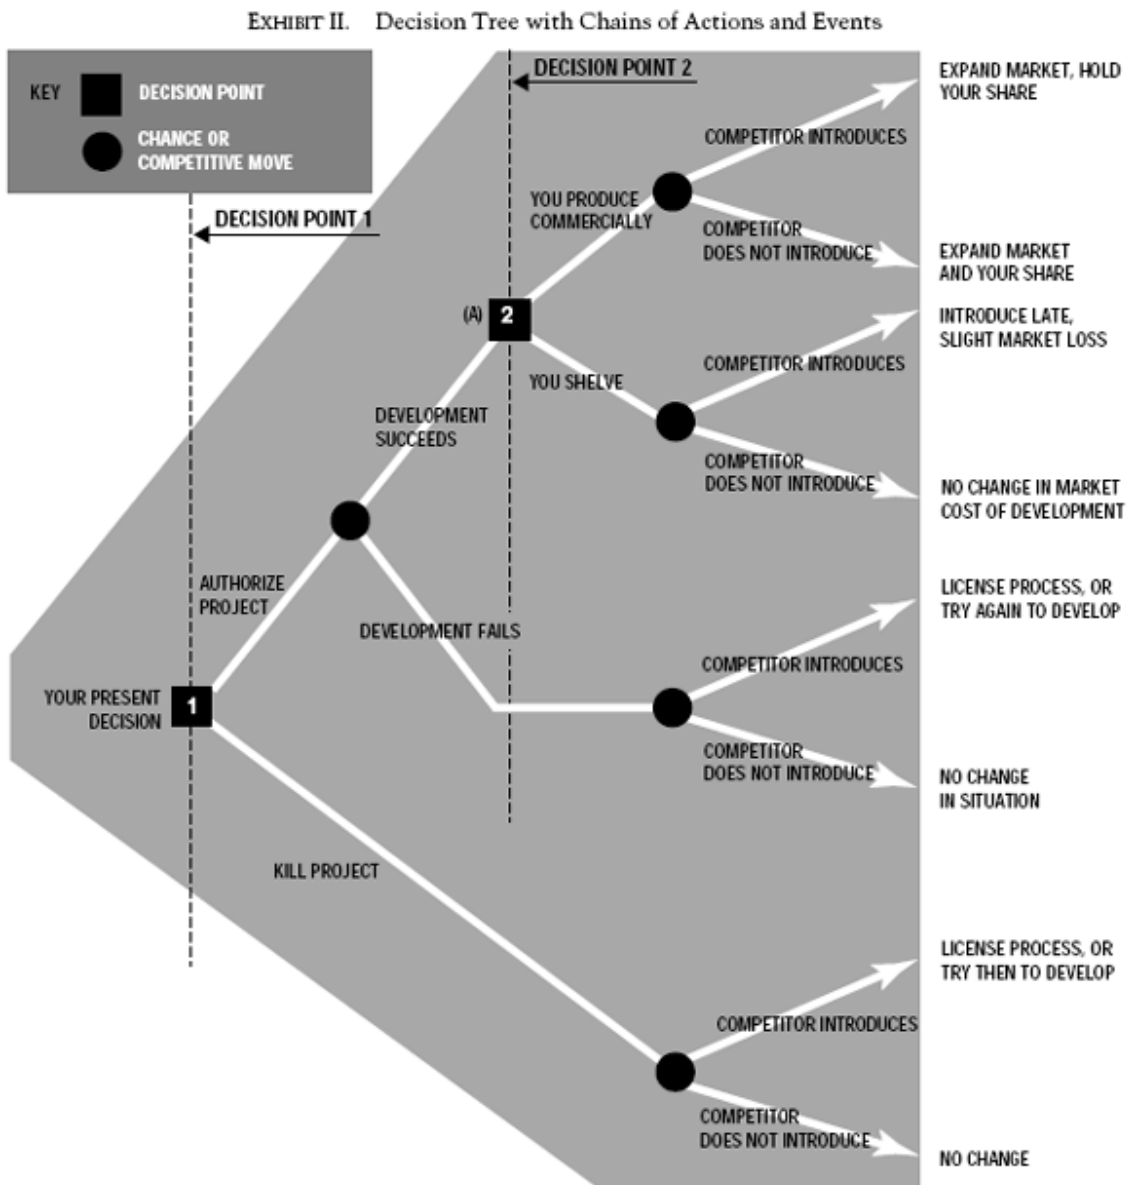 EXHIBIT II. Decision Tree with Chains of Actions and Events
KEY
DECISION POINT
CHANCE OR
COMPETITIVE MOVE
DECISION POINT 1
DECISION POINT 2
EXPAND MARKET, HOLD
YOUR SHARE
COMPETITOR INTRODUCES
YOU PRODUCE
COMMERCIALLY
COMPETITOR
DOES NOT INTRODUCE
EXPAND MARKET
AND YOUR SHARE
(A) 2
INTRODUCE LATE,
SLIGHT MARKET LOSS
COMPETITOR INTRODUCES
YOU SHELVE
DEVELOPMENT
SUCCEEDS
COMPETITOR
DOES NOT INTRODUCE
NO CHANGE IN MARKET
COST OF DEVELOPMENT
AUTHORIZE
PROJECT
LICENSE PROCESS, OR
TRY AGAIN TO DEVELOP
DEVELOPMENT FAILS
COMPETITOR INTRODUCES
YOUR PRESENT
DECISION
1
COMPETITOR
DOES NOT INTRODUCE
NO CHANGE
IN SITUATION
KILL PROJECT
LICENSE PROCESS, OR
TRY THEN TO DEVELOP
COMPETITOR INTRODUCES
COMPETITOR
DOES NOT INTRODUCE
NO CHANGE